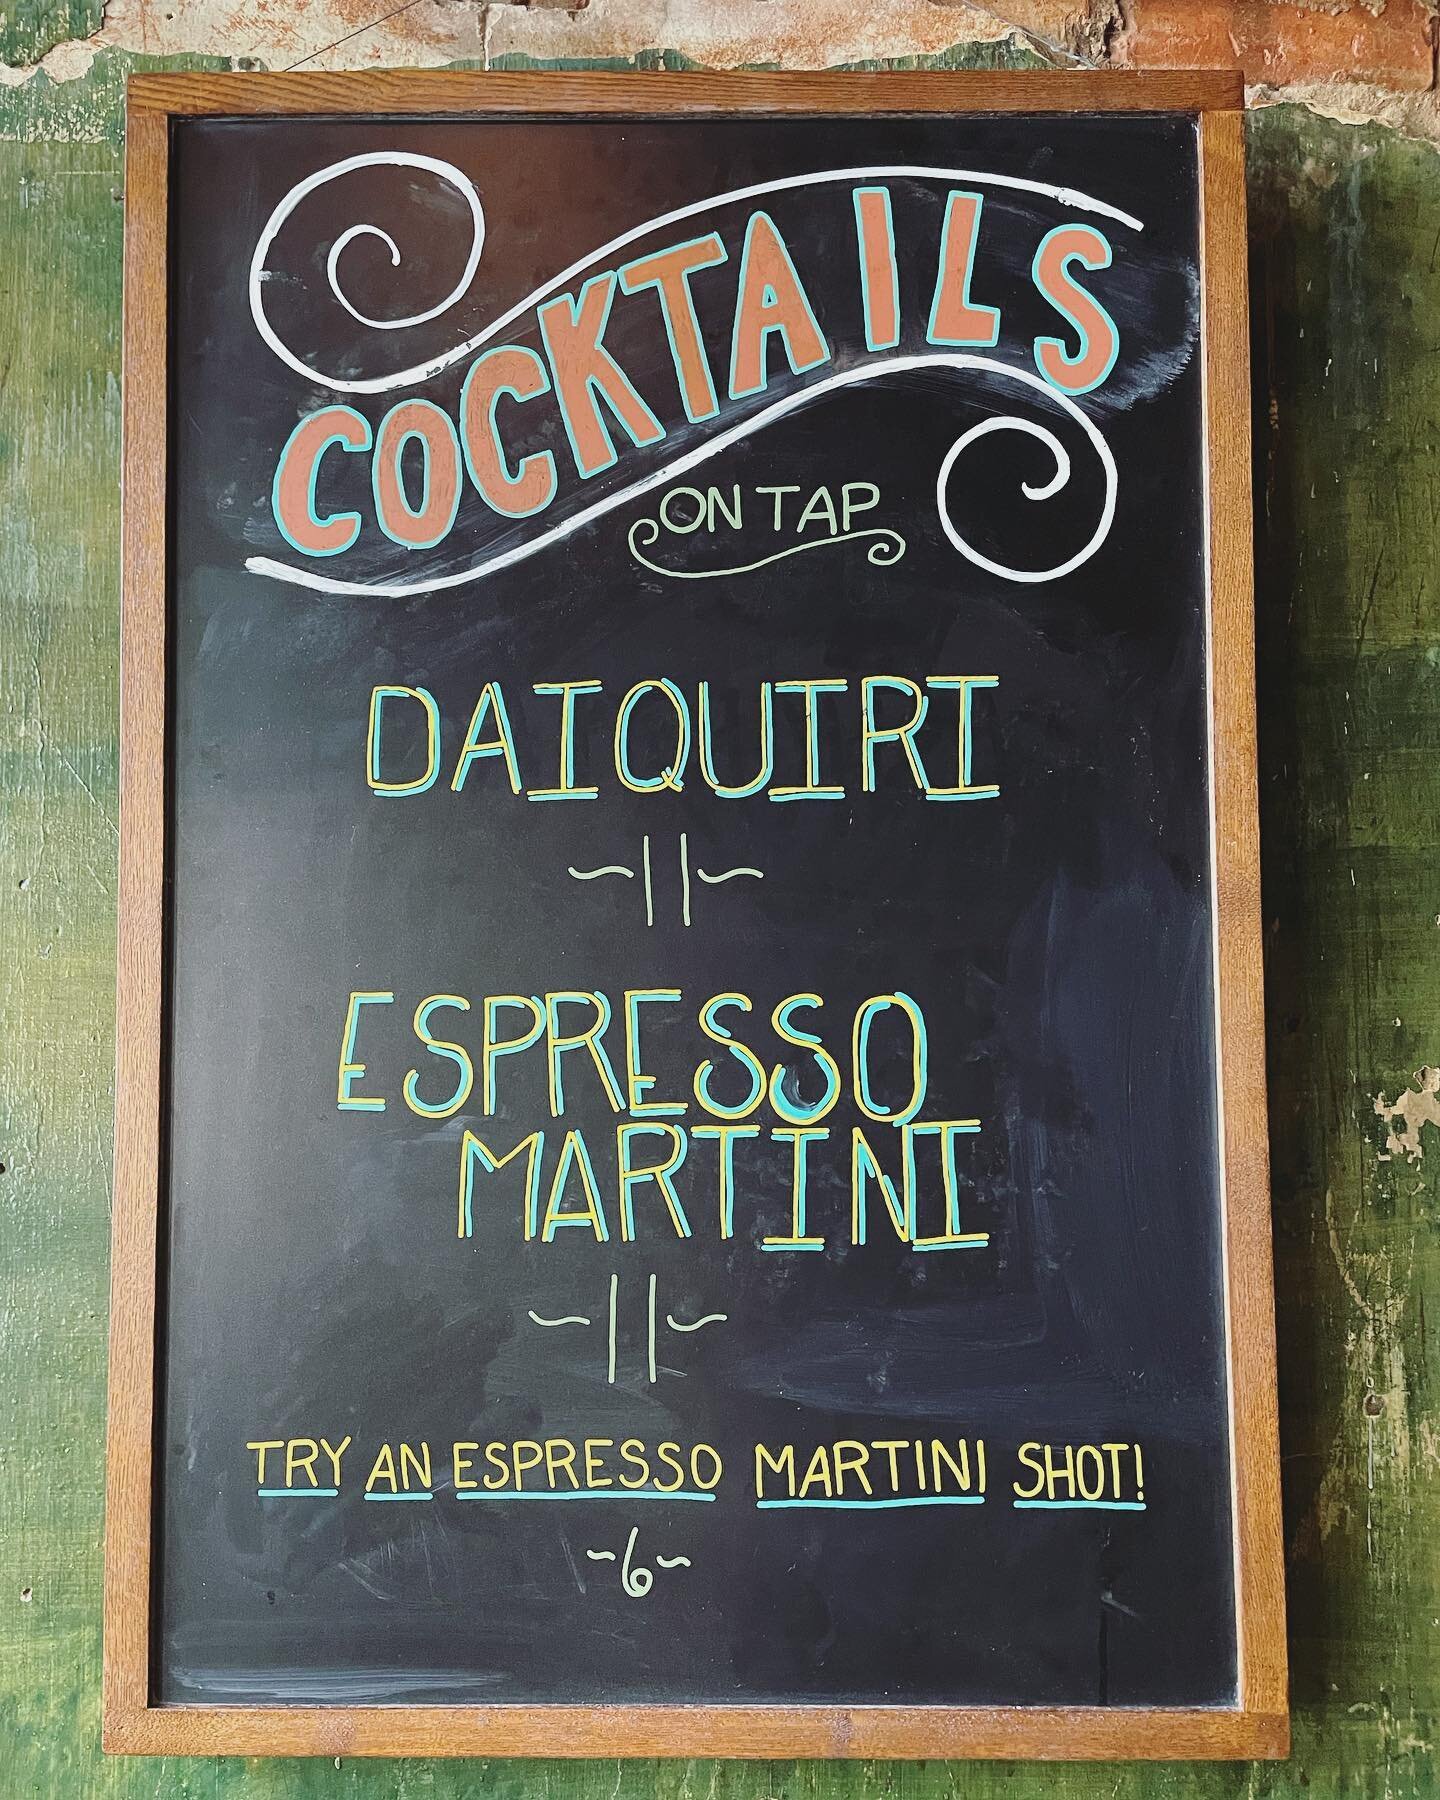 COCKTAILS
ON TAP
DAIQUIRI
~11~
ESPRESSO
MARTINI
~11~
TRY AN ESPRESSO MARTINI SHOT!
~6~